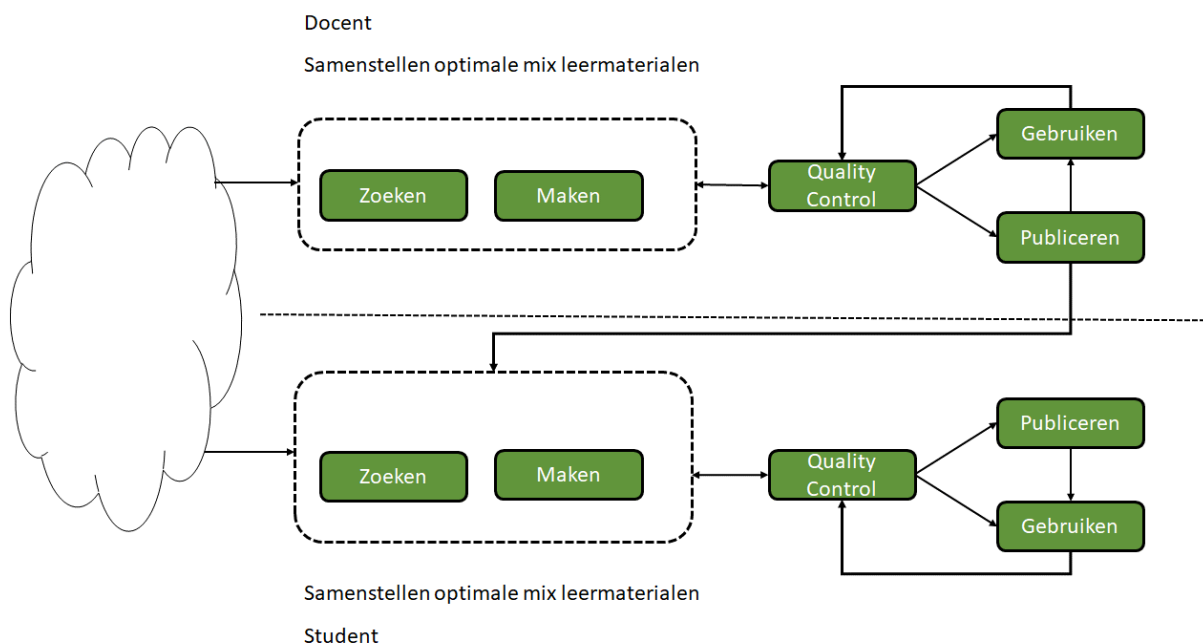 Docent
Samenstellen optimale mix leermaterialen
Gebruiken
Zoeken
Maken
Quality
Control
Publiceren
Zoeken
Maken
Quality
Control
Publiceren
Gebruiken
Samenstellen optimale mix leermaterialen
Student